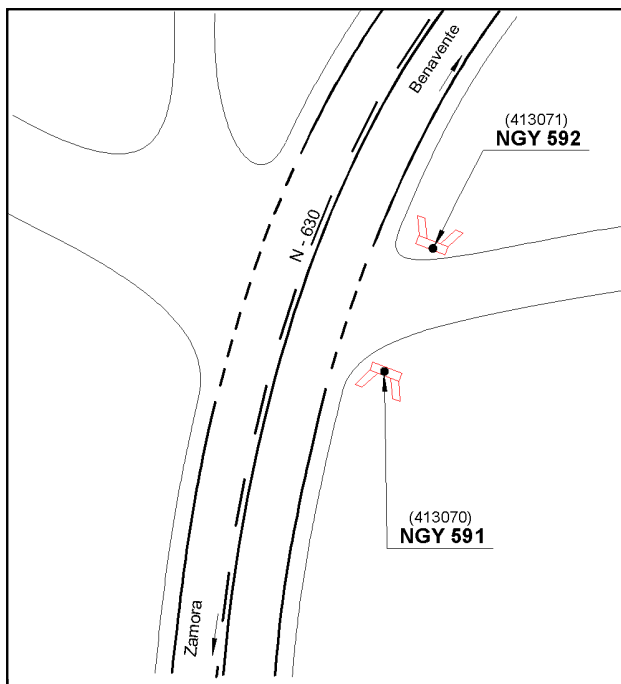 Benavente
(413071)
NGY 592
N - 630
(413070)
NGY 591
Zamora